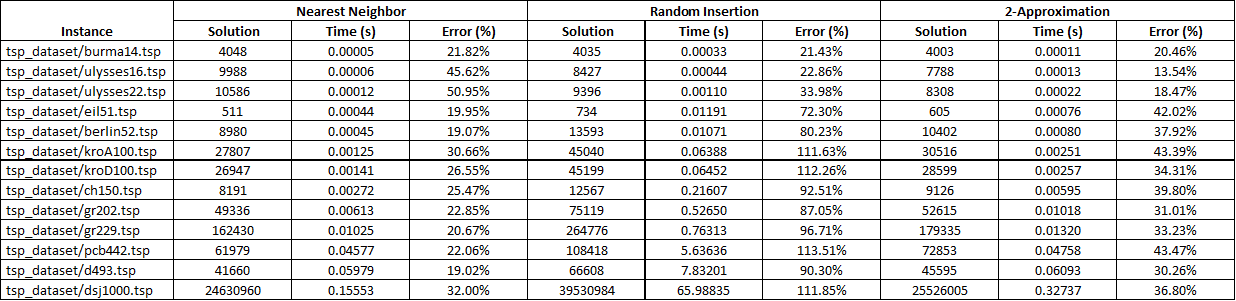 Instance Nearest Neighbor Random Insertion 2-Approximation
Solution Time (s) Error (%) Solution Time (s) Error (%) Solution Time (s) Error (%)
tsp_dataset/burma14.tsp 4048 0.00005 21.82% 4035 0.00033 21.43% 4003 0.00011 20.46%
tsp_dataset/ulysses16.tsp 9988 0.00006 45.62% 8427 0.00044 22.86% 7788 0.00013 13.54%
tsp_dataset/ulysses22.tsp 10586 0.00012 50.95% 9396 0.00110 33.98% 8308 0.00022 18.47%
tsp_dataset/eil51.tsp 511 0.00044 19.95% 734 0.01191 72.30% 605 0.00076 42.02%
tsp_dataset/berlin52.tsp 8980 0.00045 19.07% 13593 0.01071 80.23% 10402 0.00080 37.92%
tsp_dataset/kroA100.tsp 27807 0.00125 30.66% 45040 0.06388 111.63% 30516 0.00251 43.39%
tsp_dataset/kroD100.tsp 26947 0.00141 26.55% 45199 0.06452 112.26% 28599 0.00257 34.31%
tsp_dataset/ch150.tsp 8191 0.00272 25.47% 12567 0.21607 92.51% 9126 0.00595 39.80%
tsp_dataset/gr202.tsp 49336 0.00613 22.85% 75119 0.52650 87.05% 52615 0.01018 31.01%
tsp_dataset/gr229.tsp 162430 0.01025 20.67% 264776 0.76313 96.71% 179335 0.01320 33.23%
tsp_dataset/pcb442.tsp 61979 0.04577 22.06% 108418 5.63636 113.51% 72853 0.04758 43.47%
tsp_dataset/d493.tsp 41660 0.05979 19.02% 66608 7.83201 90.30% 45595 0.06093 30.26%
tsp_dataset/dsj1000.tsp 24630960 0.15553 32.00% 39530984 65.98835 111.85% 25526005 0.32737 36.80%